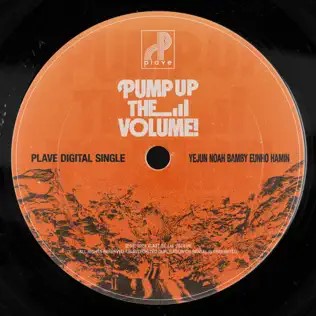 plave
PUMP UP
THE
VOLUME!
PLAVE DIGITAL SINGLE
YEJUN NOAH BAMBY EUNHO HAMIN